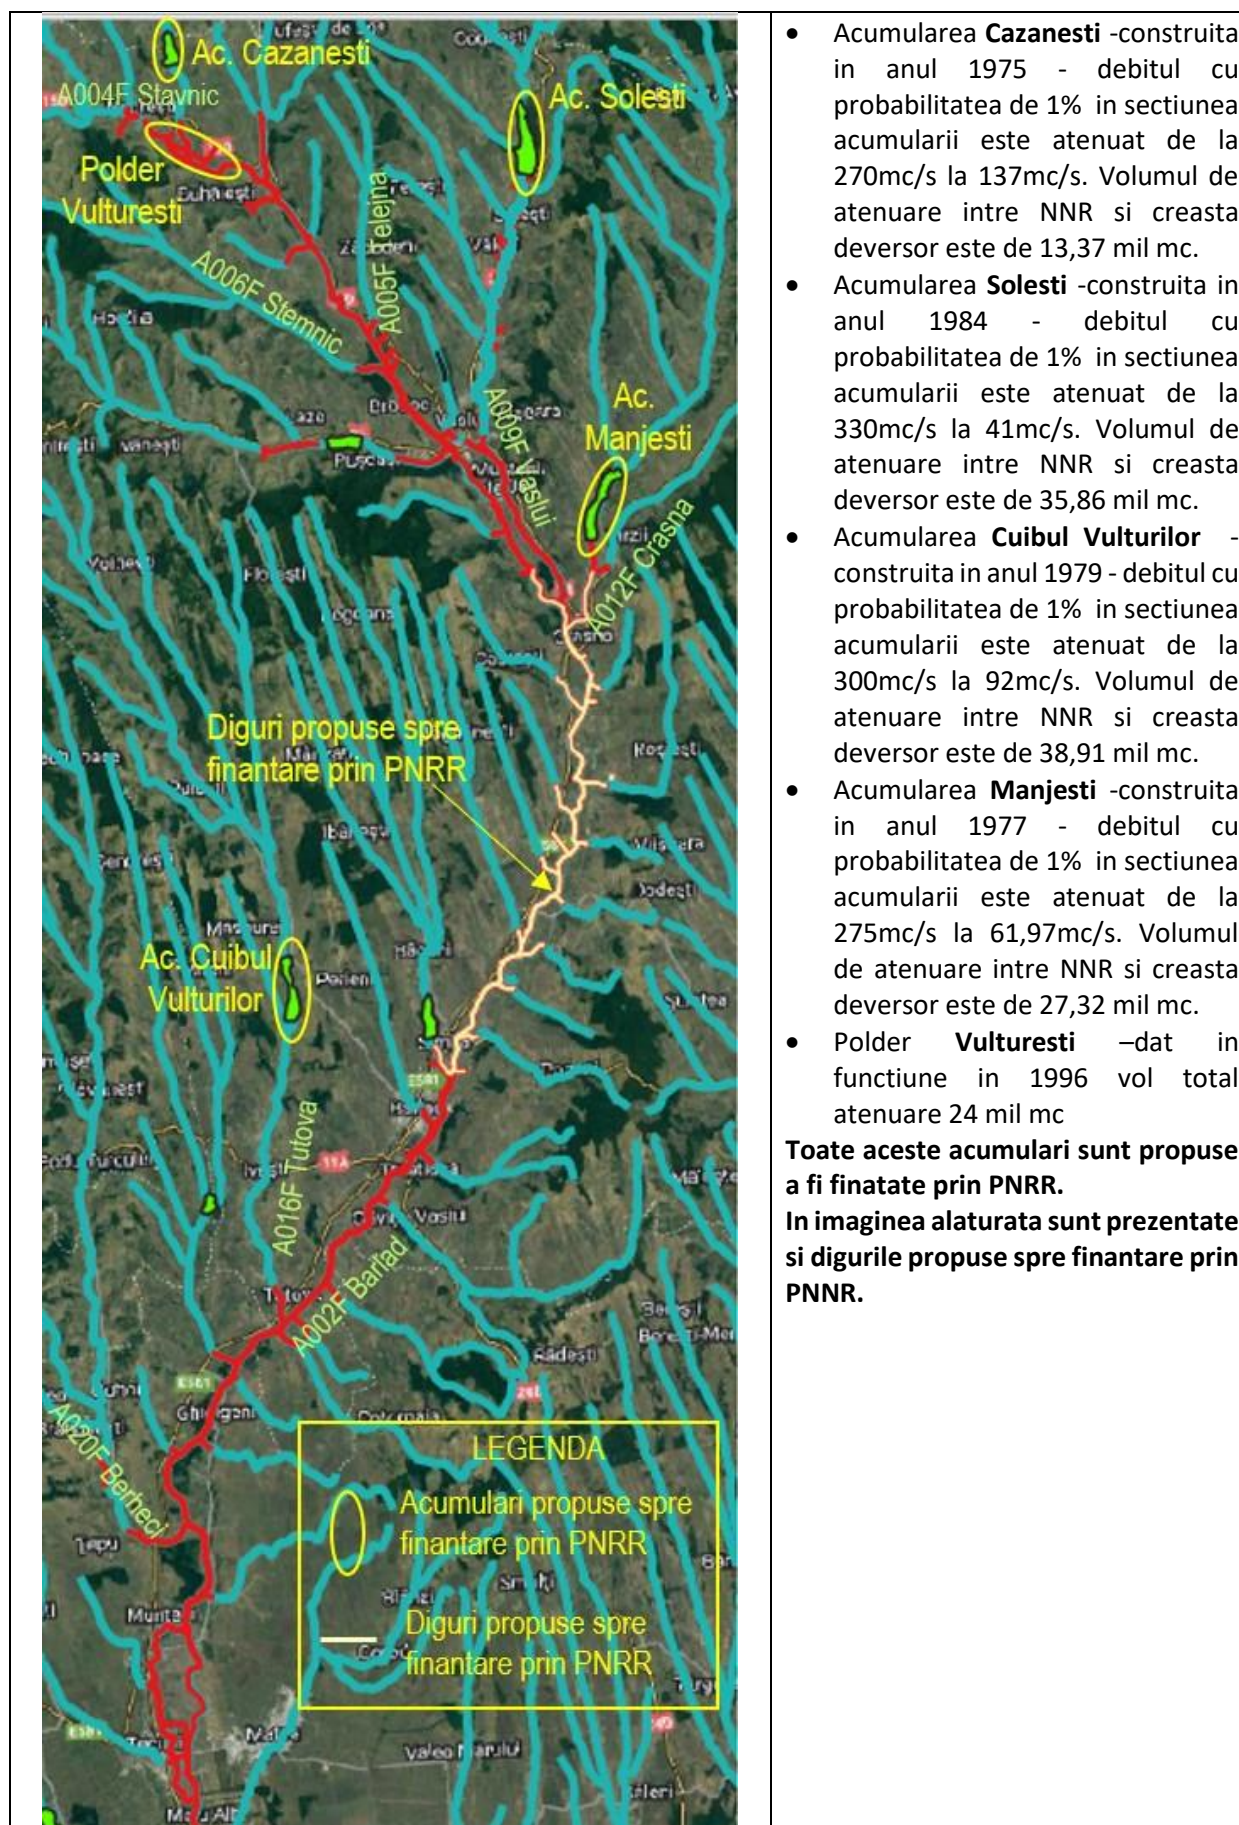 Ac. Cazanesti
A004F Stavnic
Ac. Solesti
Polder
Vulturesti
A005F Telejna
A006F Stemnic
A009F Vaslui
Ac.
Manjesti
A012F Crasna
Floresti
Diguri propuse spre
finantare prin PNRR
Perieni
Ac. Cuibul
Vulturilor
E581
11A
A016F Tutova
A002F Barlad
Rădești
E581
Ghidigeni
A020F Berheci
LEGENDA
Acumulari propuse spre
finantare prin PNRR
Diguri propuse spre
finantare prin PNRR
Valea Mărului
• Acumularea Cazanesti -construita
in anul 1975 - debitul cu
probabilitatea de 1% in sectiunea
acumularii este atenuat de la
270mc/s la 137mc/s. Volumul de
atenuare intre NNR si creasta
deversor este de 13,37 mil mc.
• Acumularea Solesti -construita in
anul 1984 - debitul cu
probabilitatea de 1% in sectiunea
acumularii este atenuat de la
330mc/s la 41mc/s. Volumul de
atenuare intre NNR si creasta
deversor este de 35,86 mil mc.
• Acumularea Cuibul Vulturilor -
construita in anul 1979 - debitul cu
probabilitatea de 1% in sectiunea
acumularii este atenuat de la
300mc/s la 92mc/s. Volumul de
atenuare intre NNR si creasta
deversor este de 38,91 mil mc.
• Acumularea Manjesti -construita
in anul 1977 - debitul cu
probabilitatea de 1% in sectiunea
acumularii este atenuat de la
275mc/s la 61,97mc/s. Volumul
de atenuare intre NNR si creasta
deversor este de 27,32 mil mc.
• Polder Vulturesti –dat in
functiune in 1996 vol total
atenuare 24 mil mc
Toate aceste acumulari sunt propuse
a fi finatate prin PNRR.
In imaginea alaturata sunt prezentate
si digurile propuse spre finantare prin
PNNR.